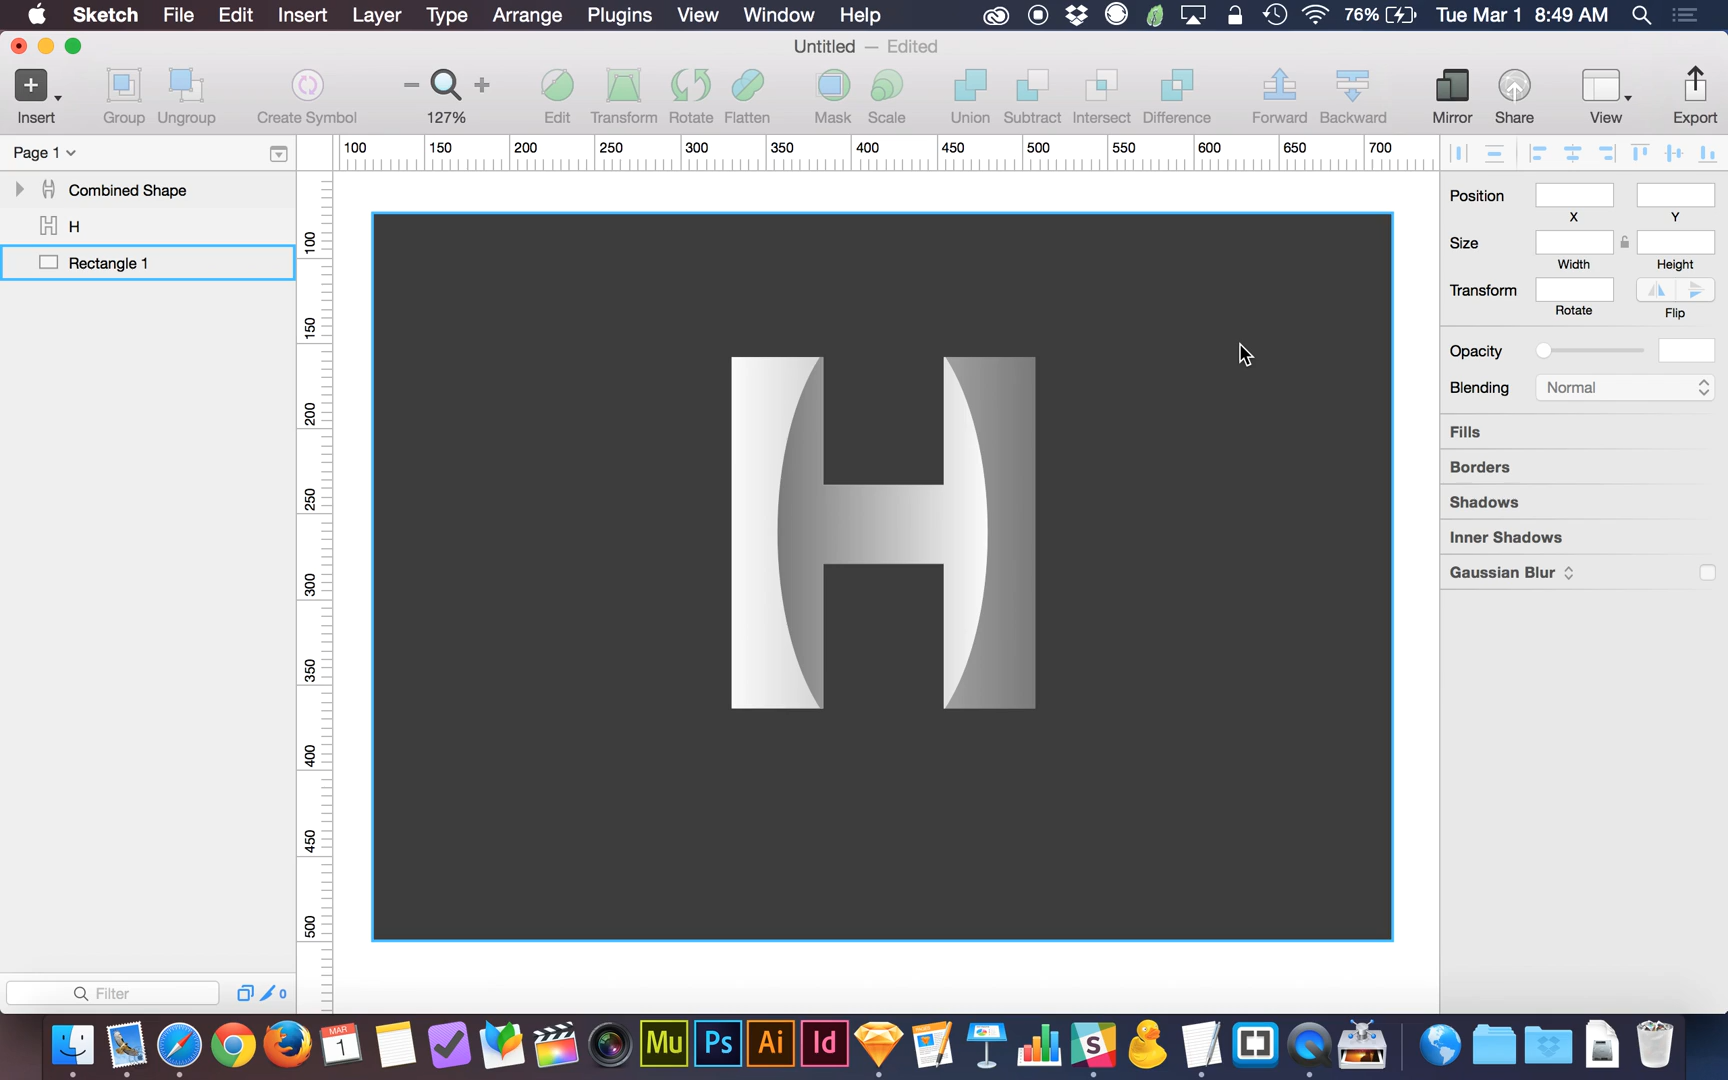 Sketch File Edit Insert Layer Type Arrange Plugins View Window Help 76% Tue Mar 1 8:49 AM
Untitled — Edited
Insert Group Ungroup Create Symbol 127% Edit Transform Rotate Flatten Mask Scale Union Subtract Intersect Difference Forward Backward Mirror Share View Export
Page 1
100 150 200 250 300 350 400 450 500 550 600 650 700
Combined Shape
H
Rectangle 1
100
150
200
250
300
350
400
450
500
H
Position
X Y
Size
Width Height
Transform
Rotate Flip
Opacity
Blending Normal
Fills
Borders
Shadows
Inner Shadows
Gaussian Blur
Filter 0
MAR
1
Mu Ps Ai Id S